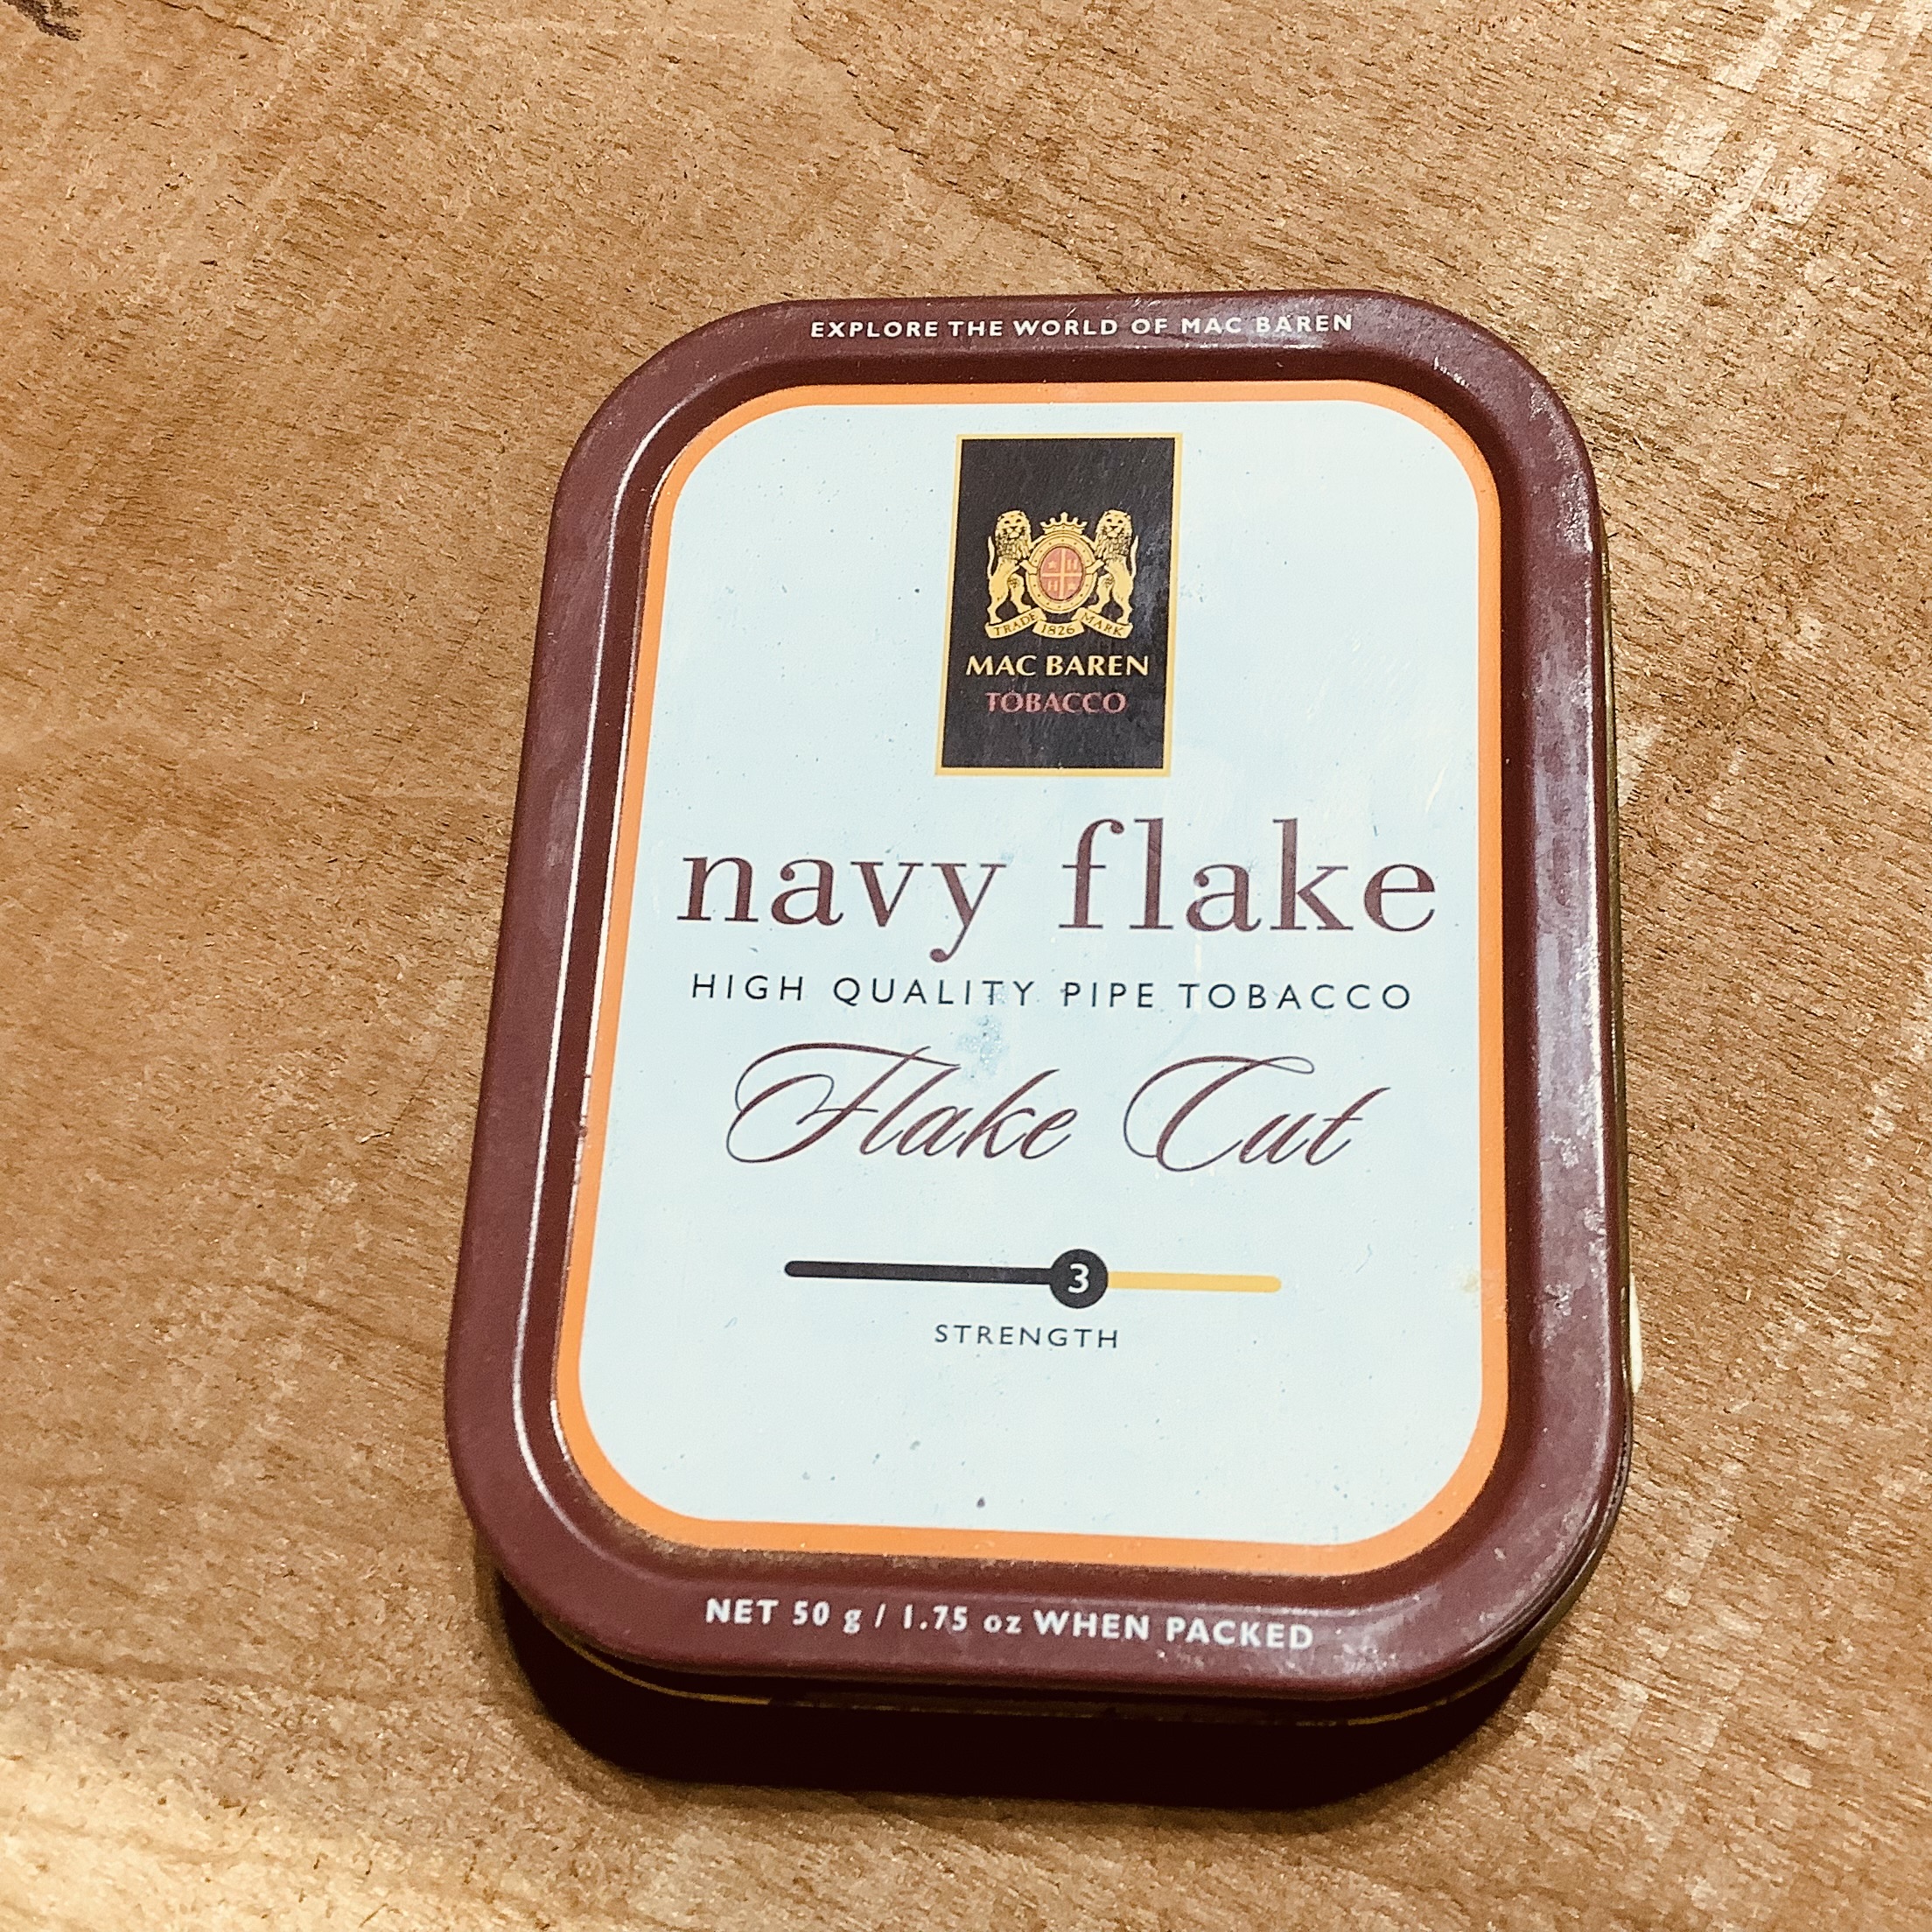 EXPLORE THE WORLD OF MAC BAREN
TRADE 1826 MARK
MAC BAREN
TOBACCO
navy flake
HIGH QUALITY PIPE TOBACCO
Flake Cut
3
STRENGTH
NET 50 g / 1.75 oz WHEN PACKED